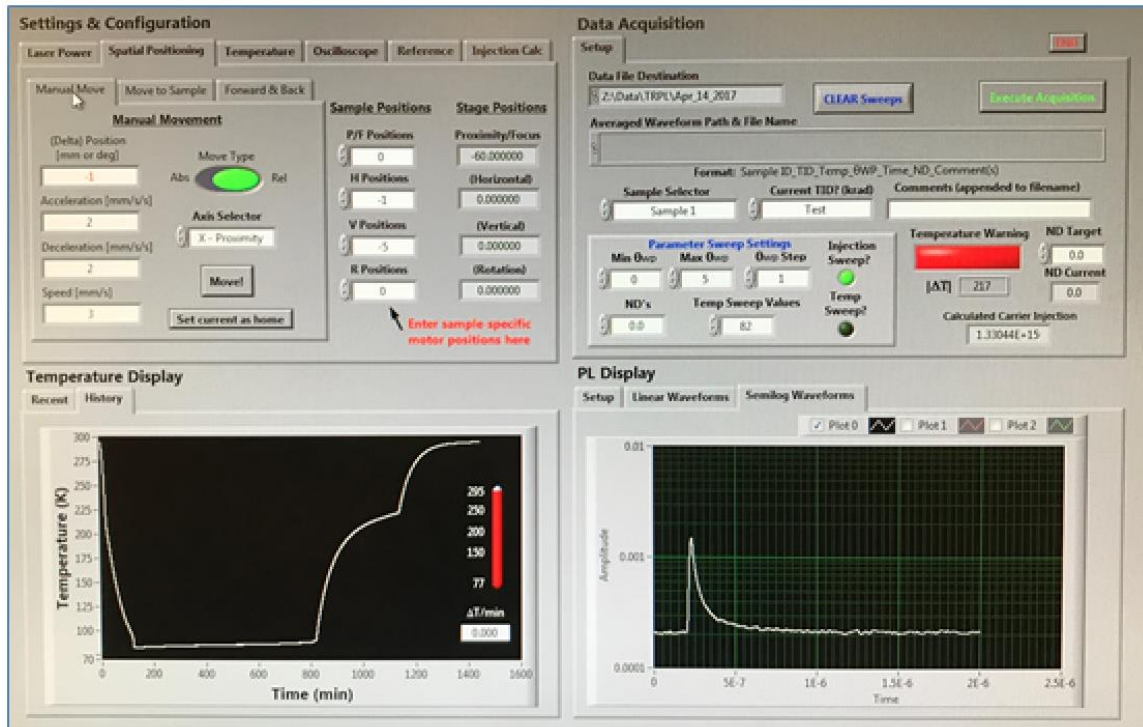 Settings & Configuration
Laser Power Spatial Positioning Temperature Oscilloscope Reference Injection Calc
Manual Move Move to Sample Forward & Back
Manual Movement
(Delta) Position
[mm or deg]
-1
Acceleration [mm/s/s]
2
Deceleration [mm/s/s]
2
Speed [mm/s]
3
Move Type
Abs Rel
Axis Selector
X - Proximity
Move!
Set current as home
Sample Positions
P/F Positions
0
H Positions
-1
V Positions
-5
R Positions
0
Stage Positions
Proximity/Focus
-60.000000
(Horizontal)
0.000000
(Vertical)
0.000000
(Rotation)
0.000000
Enter sample-specific
motor positions here
Data Acquisition
Setup
END
Data File Destination
Z:\Data\TRPL\Apr_14_2017
CLEAR Sweeps
Execute Acquisition
Averaged Waveform Path & File Name
Format: Sample ID_TID_Temp_θWP_Time_ND_Comment(s)
Sample Selector
Sample 1
Current TID? (krad)
Test
Comments (appended to filename)
Parameter Sweep Settings
Min θWP Max θWP θWP Step
0 5 1
ND's
0.0
Temp Sweep Values
82
Injection
Sweep?
Temp
Sweep?
Temperature Warning
|ΔT| 217
ND Target
0.0
ND Current
0.0
Calculated Carrier Injection
1.33044E+15
Temperature Display
Recent History
Temperature (K)
300
275
250
225
200
175
150
125
100
70
0 200 400 600 800 1000 1200 1400 1600
Time (min)
295
250
200
150
77
ΔT/min
0.000
PL Display
Setup Linear Waveforms Semilog Waveforms
Plot 0 Plot 1 Plot 2
Amplitude
0.01
0.001
0.0001
0 5E-7 1E-6 1.5E-6 2E-6 2.5E-6
Time